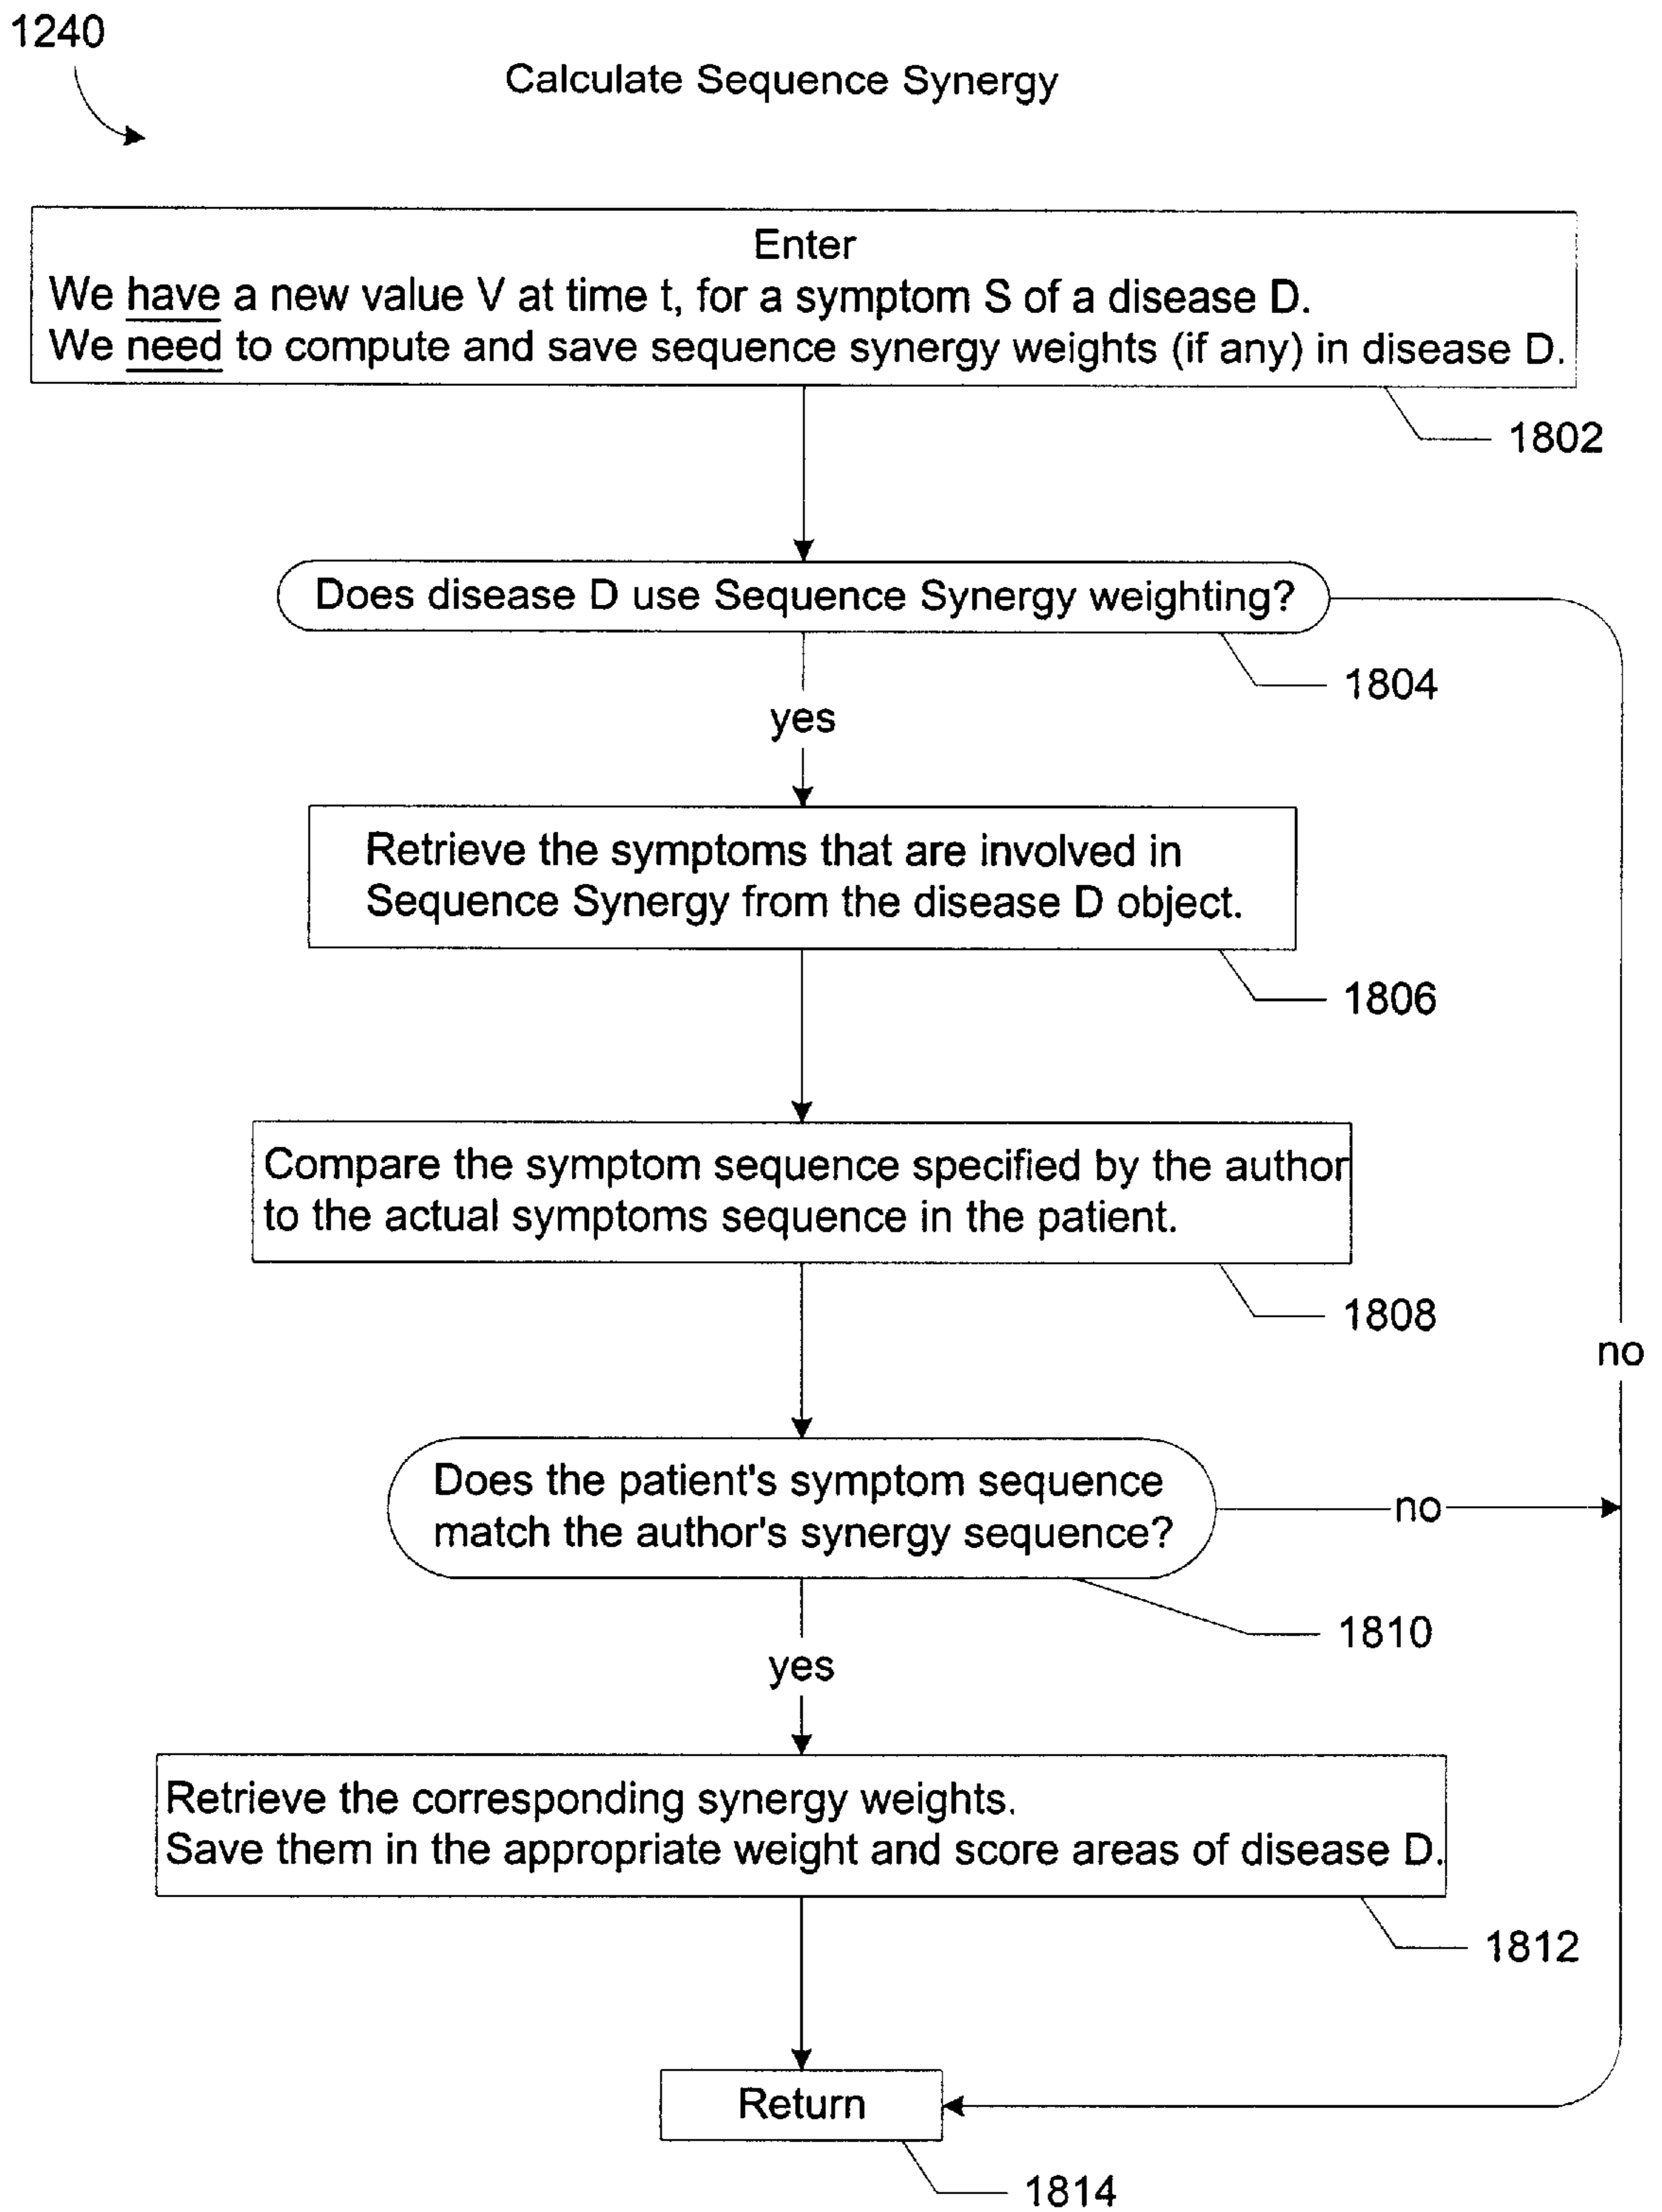 1240
Calculate Sequence Synergy
Enter
We have a new value V at time t, for a symptom S of a disease D.
We need to compute and save sequence synergy weights (if any) in disease D.
1802
Does disease D use Sequence Synergy weighting?
1804
yes
Retrieve the symptoms that are involved in
Sequence Synergy from the disease D object.
1806
Compare the symptom sequence specified by the author
to the actual symptoms sequence in the patient.
1808
no
Does the patient's symptom sequence
match the author's synergy sequence?
no
1810
yes
Retrieve the corresponding synergy weights.
Save them in the appropriate weight and score areas of disease D.
1812
Return
1814